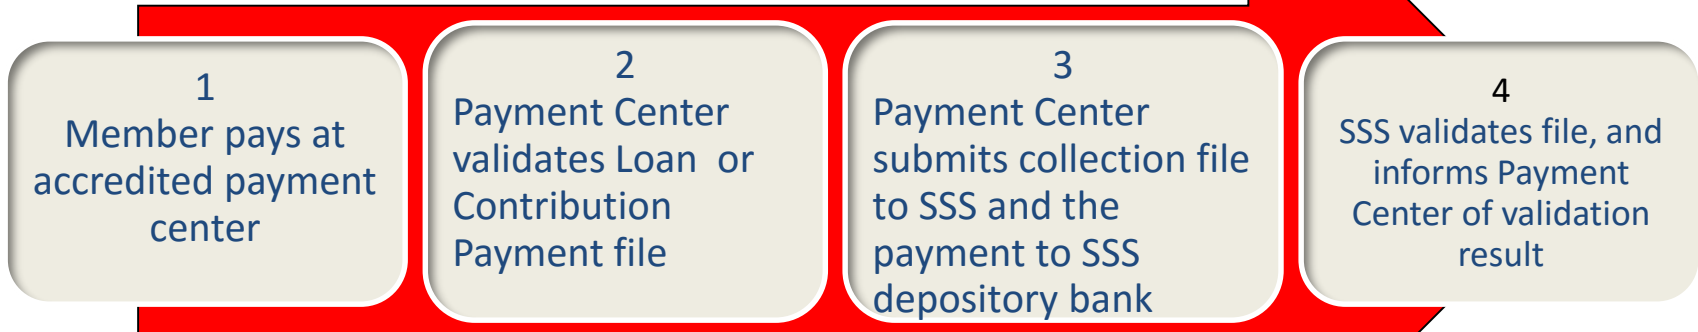 1
Member pays at
accredited payment
center
2
Payment Center
validates Loan or
Contribution
Payment file
3
Payment Center
submits collection file
to SSS and the
payment to SSS
depository bank
4
SSS validates file, and
informs Payment
Center of validation
result